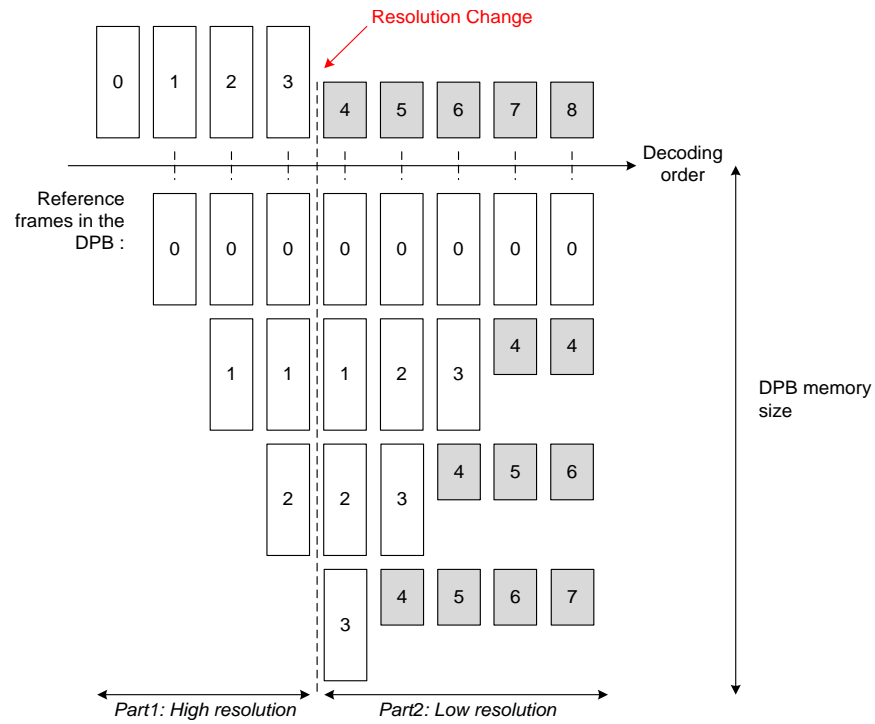 Resolution Change
0 1 2 3
4 5 6 7 8
Decoding
order
Reference
frames in the
DPB :
0 0 0 0 0 0 0 0
4 4
1 1 1 2 3
DPB memory
size
4 5 6
2 2 3
4 5 6 7
3
Part1: High resolution Part2: Low resolution